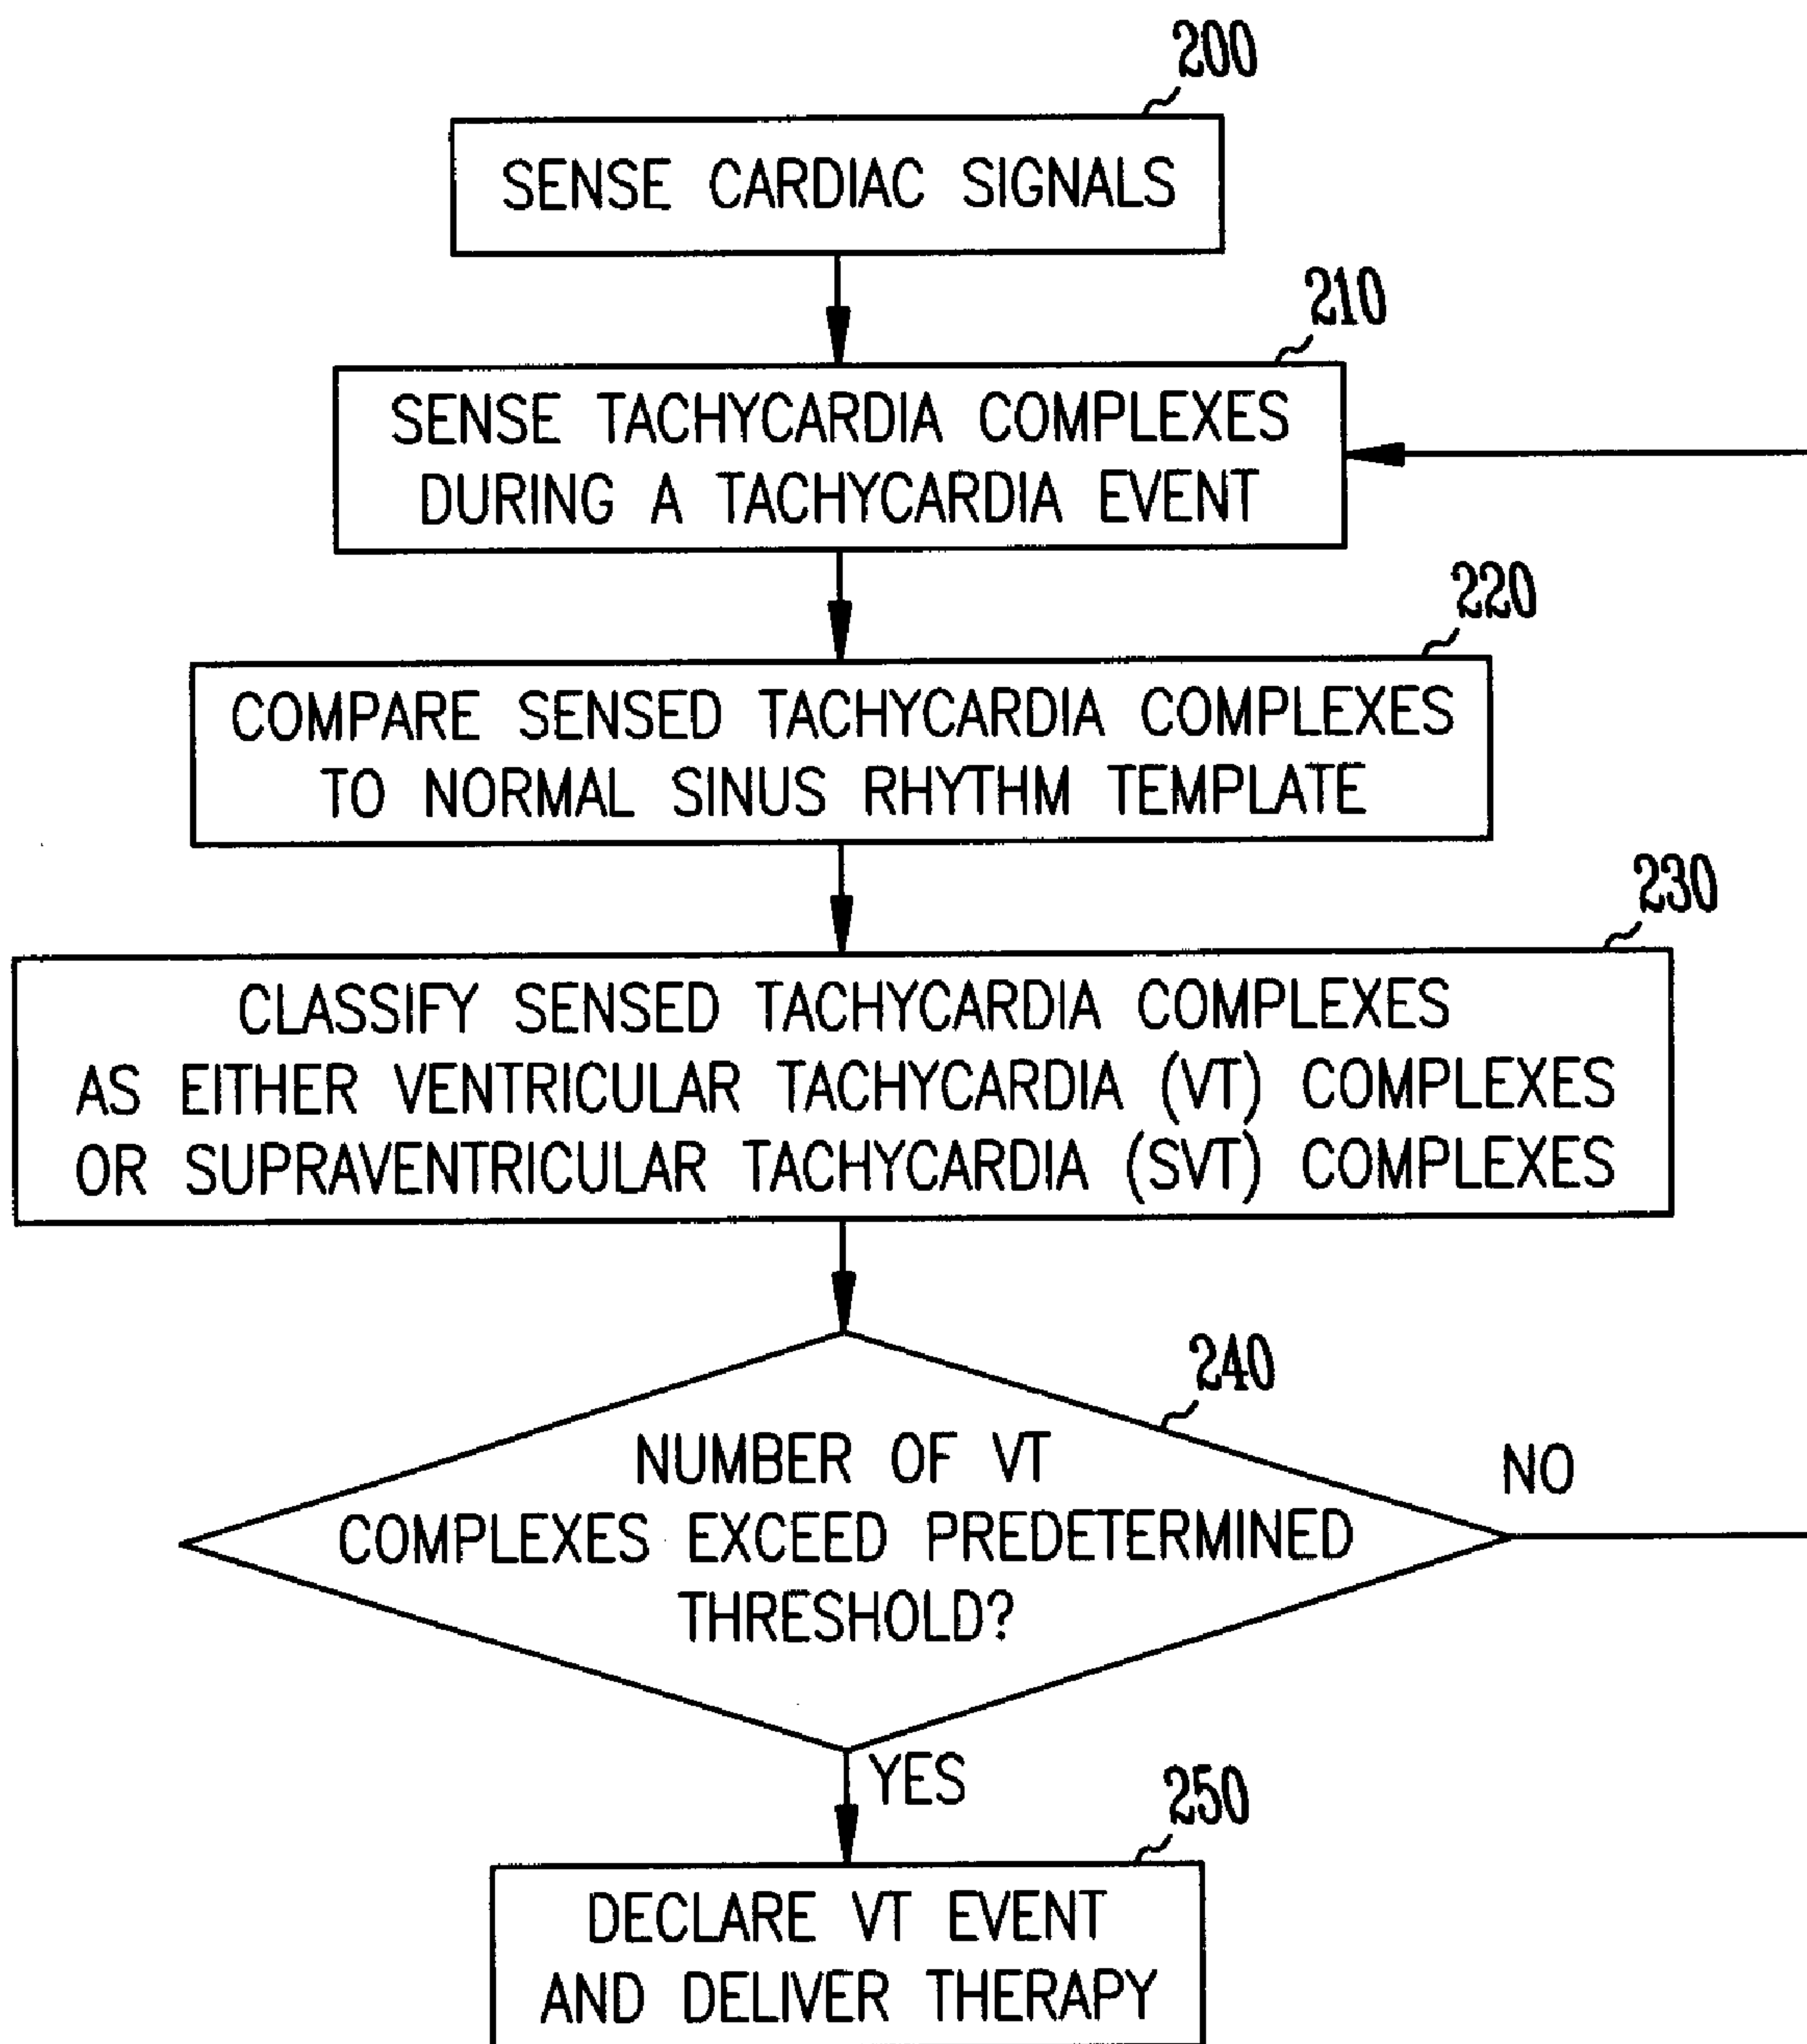 200
SENSE CARDIAC SIGNALS
210
SENSE TACHYCARDIA COMPLEXES
DURING A TACHYCARDIA EVENT
220
COMPARE SENSED TACHYCARDIA COMPLEXES
TO NORMAL SINUS RHYTHM TEMPLATE
230
CLASSIFY SENSED TACHYCARDIA COMPLEXES
AS EITHER VENTRICULAR TACHYCARDIA (VT) COMPLEXES
OR SUPRAVENTRICULAR TACHYCARDIA (SVT) COMPLEXES
240
NUMBER OF VT
COMPLEXES EXCEED PREDETERMINED
THRESHOLD?
NO
YES
250
DECLARE VT EVENT
AND DELIVER THERAPY